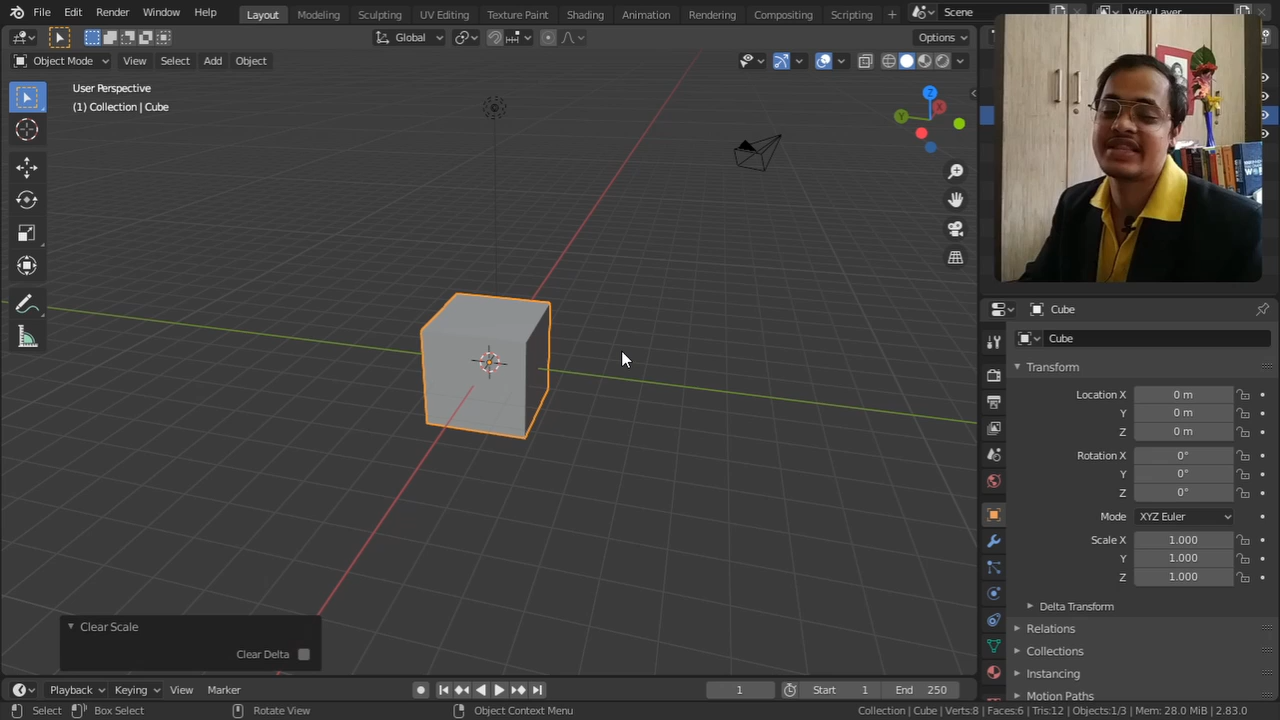 File Edit Render Window Help Layout Modeling Sculpting UV Editing Texture Paint Shading Animation Rendering Compositing Scripting + Scene View Layer
Global Options
Object Mode View Select Add Object
User Perspective
(1) Collection | Cube
Z
X
Y
Cube
Cube
Transform
Location X 0 m
Y 0 m
Z 0 m
Rotation X 0°
Y 0°
Z 0°
Mode XYZ Euler
Scale X 1.000
Y 1.000
Z 1.000
Delta Transform
Relations
Collections
Instancing
Motion Paths
Clear Scale
Clear Delta
Playback Keying View Marker 1 Start 1 End 250
Select Box Select Rotate View Object Context Menu Collection | Cube | Verts:8 | Faces:6 | Tris:12 | Objects:1/3 | Mem: 28.0 MiB | 2.83.0